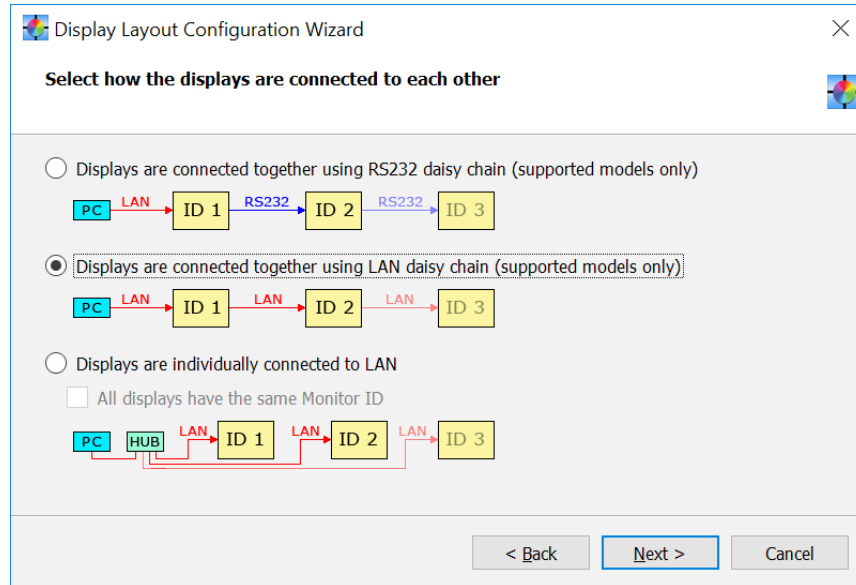 Display Layout Configuration Wizard
Select how the displays are connected to each other
Displays are connected together using RS232 daisy chain (supported models only)
PC LAN ID 1 RS232 ID 2 RS232 ID 3
Displays are connected together using LAN daisy chain (supported models only)
PC LAN ID 1 LAN ID 2 LAN ID 3
Displays are individually connected to LAN
All displays have the same Monitor ID
PC HUB LAN ID 1 LAN ID 2 LAN ID 3
< Back Next > Cancel